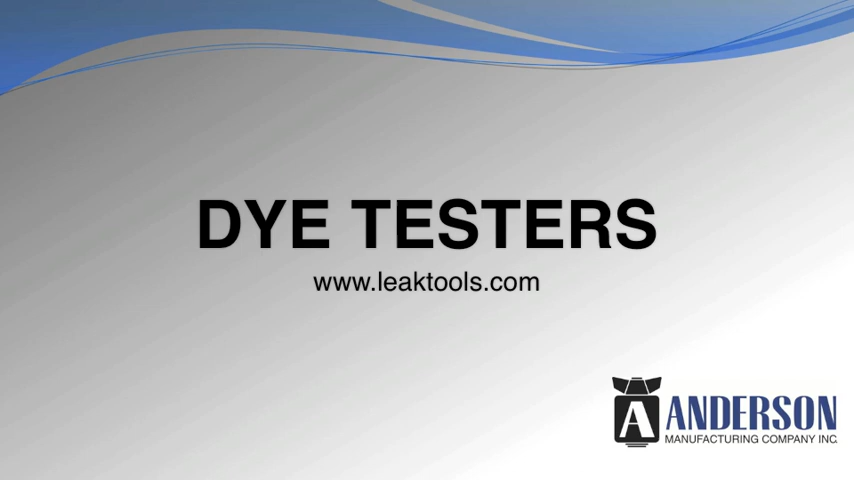 DYE TESTERS
www.leaktools.com
A ANDERSON
MANUFACTURING COMPANY INC.